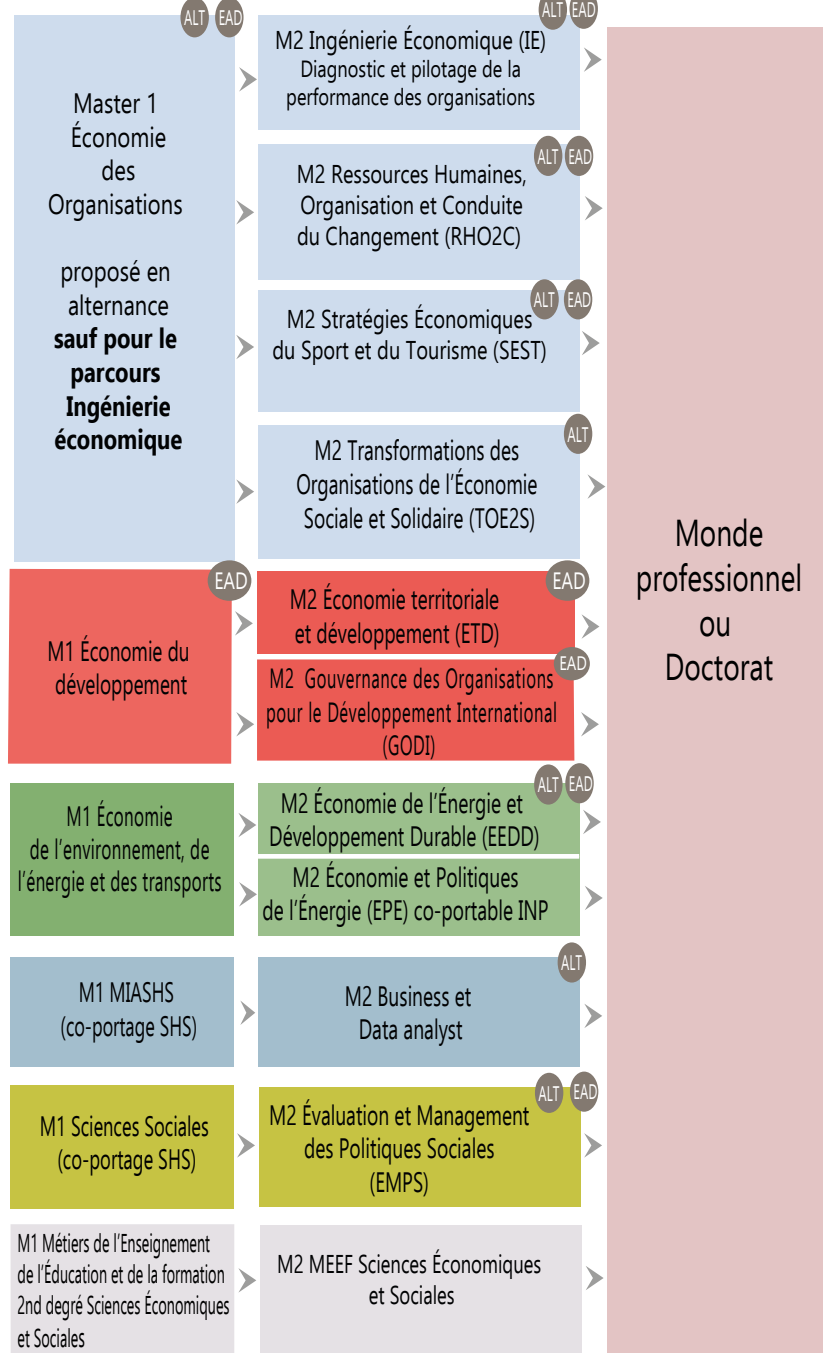 ALT EAD
Master 1
Économie
des
Organisations
proposé en
alternance
sauf pour le
parcours
Ingénierie
économique
ALT EAD
M2 Ingénierie Économique (IE)
Diagnostic et pilotage de la
performance des organisations
ALT EAD
M2 Ressources Humaines,
Organisation et Conduite
du Changement (RHO2C)
ALT EAD
M2 Stratégies Économiques
du Sport et du Tourisme (SEST)
ALT
M2 Transformations des
Organisations de l'Économie
Sociale et Solidaire (TOE2S)
EAD
M1 Économie du
développement
EAD
M2 Économie territoriale
et développement (ETD)
EAD
M2 Gouvernance des Organisations
pour le Développement International
(GODI)
M1 Économie
de l'environnement, de
l'énergie et des transports
ALT EAD
M2 Économie de l'Énergie et
Développement Durable (EEDD)
M2 Économie et Politiques
de l'Énergie (EPE) co-portable INP
M1 MIASHS
(co-portage SHS)
ALT
M2 Business et
Data analyst
M1 Sciences Sociales
(co-portage SHS)
ALT EAD
M2 Évaluation et Management
des Politiques Sociales
(EMPS)
M1 Métiers de l'Enseignement
de l'Éducation et de la formation
2nd degré Sciences Économiques
et Sociales
M2 MEEF Sciences Économiques
et Sociales
Monde
professionnel
ou
Doctorat